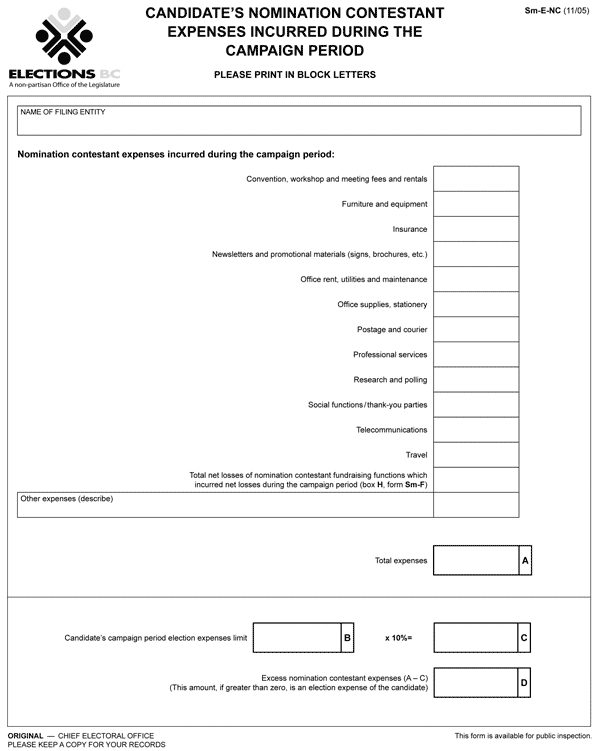 CANDIDATE'S NOMINATION CONTESTANT
EXPENSES INCURRED DURING THE
CAMPAIGN PERIOD
Sm-E-NC (11/05)
ELECTIONS BC
A non-partisan Office of the Legislature
PLEASE PRINT IN BLOCK LETTERS
NAME OF FILING ENTITY
Nomination contestant expenses incurred during the campaign period:
Convention, workshop and meeting fees and rentals
Furniture and equipment
Insurance
Newsletters and promotional materials (signs, brochures, etc.)
Office rent, utilities and maintenance
Office supplies, stationery
Postage and courier
Professional services
Research and polling
Social functions/thank-you parties
Telecommunications
Travel
Total net losses of nomination contestant fundraising functions which
incurred net losses during the campaign period (box H, form Sm-F)
Other expenses (describe)
Total expenses A
Candidate's campaign period election expenses limit B x 10%= C
Excess nomination contestant expenses (A – C)
(This amount, if greater than zero, is an election expense of the candidate) D
ORIGINAL — CHIEF ELECTORAL OFFICE
PLEASE KEEP A COPY FOR YOUR RECORDS
This form is available for public inspection.